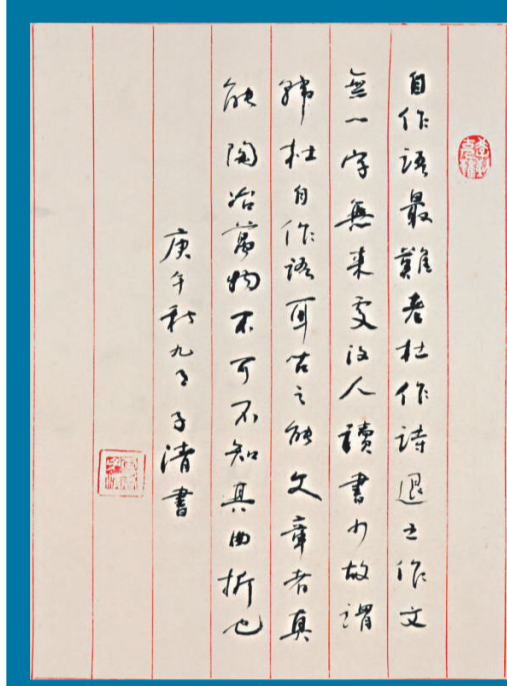 自作語最難老杜作詩退之作文
無一字無来處後人讀書少故謂
韓杜自作語耳古之能文章者真
能陶冶萬物不可不知其曲折也
庚午秋九月子清書